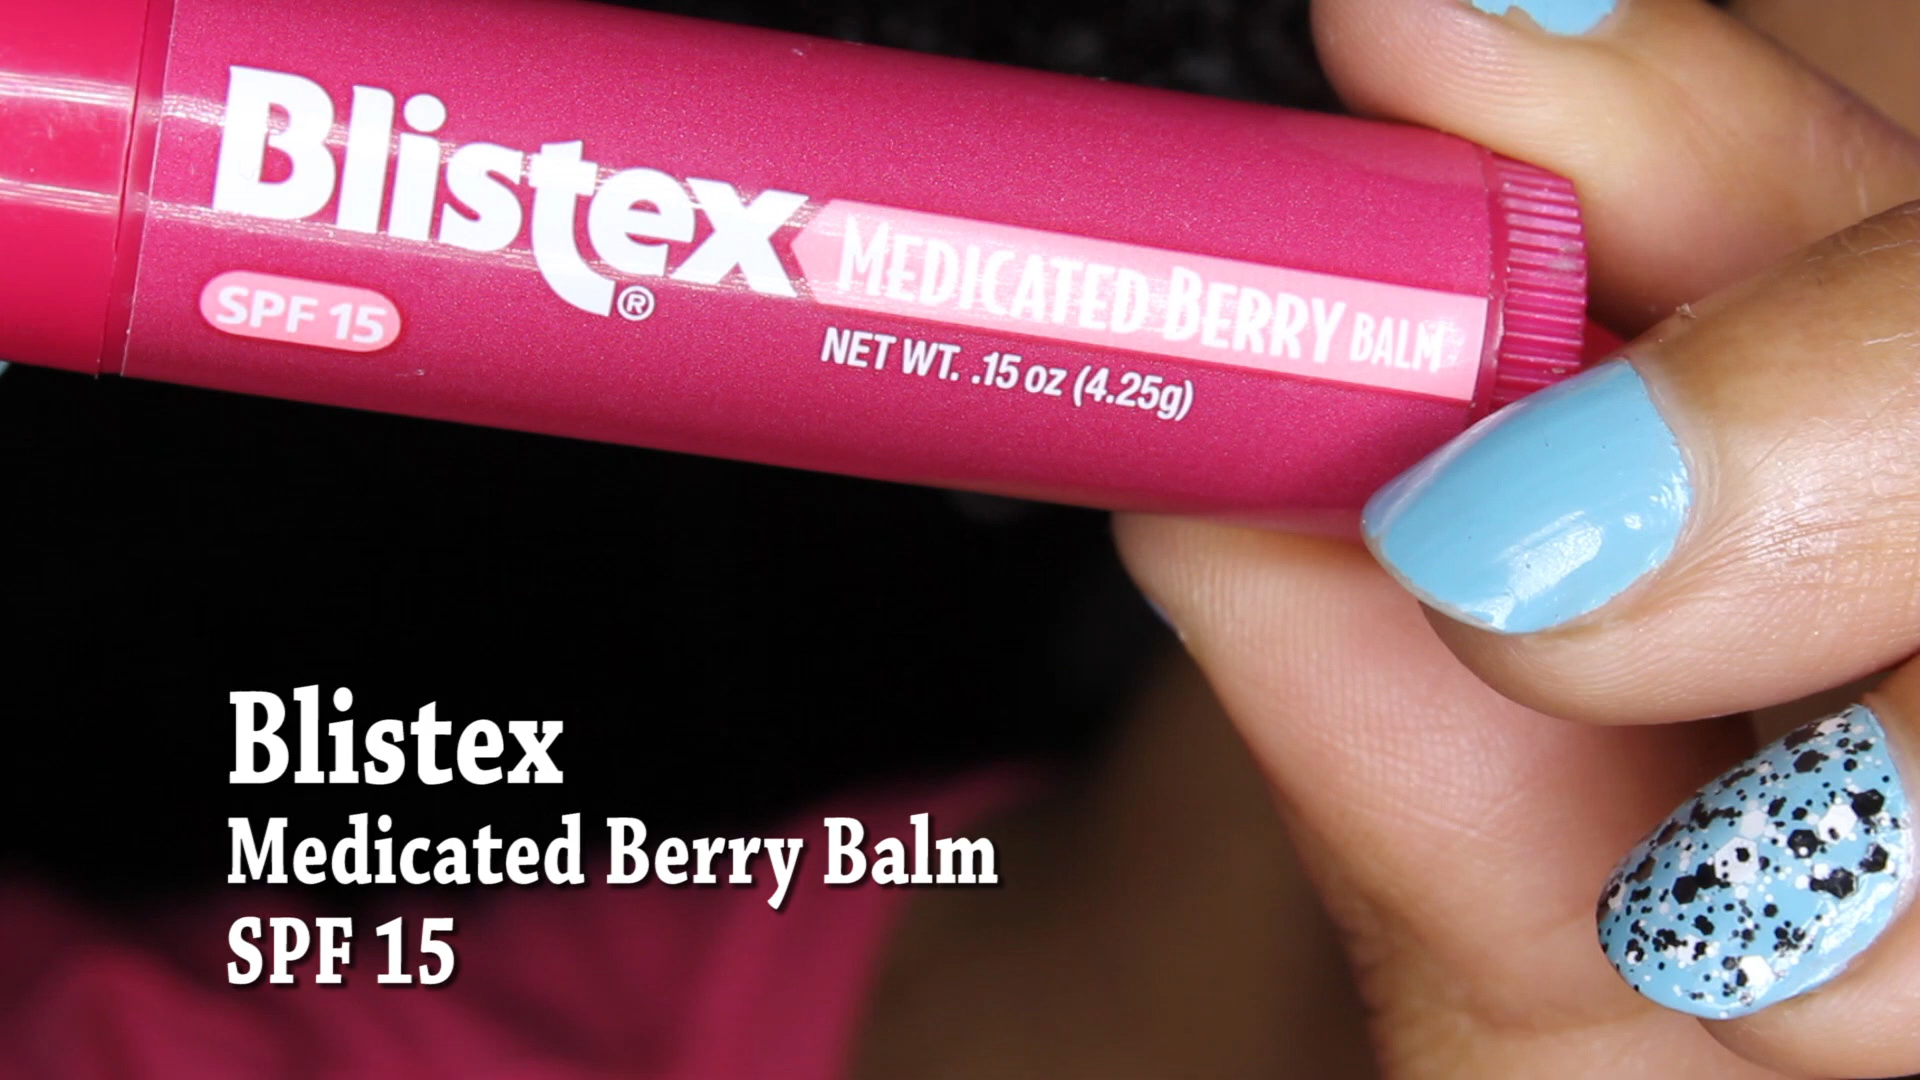 Blistex®
MEDICATED BERRY BALM
SPF 15
NET WT. .15 oz (4.25g)
Blistex
Medicated Berry Balm
SPF 15